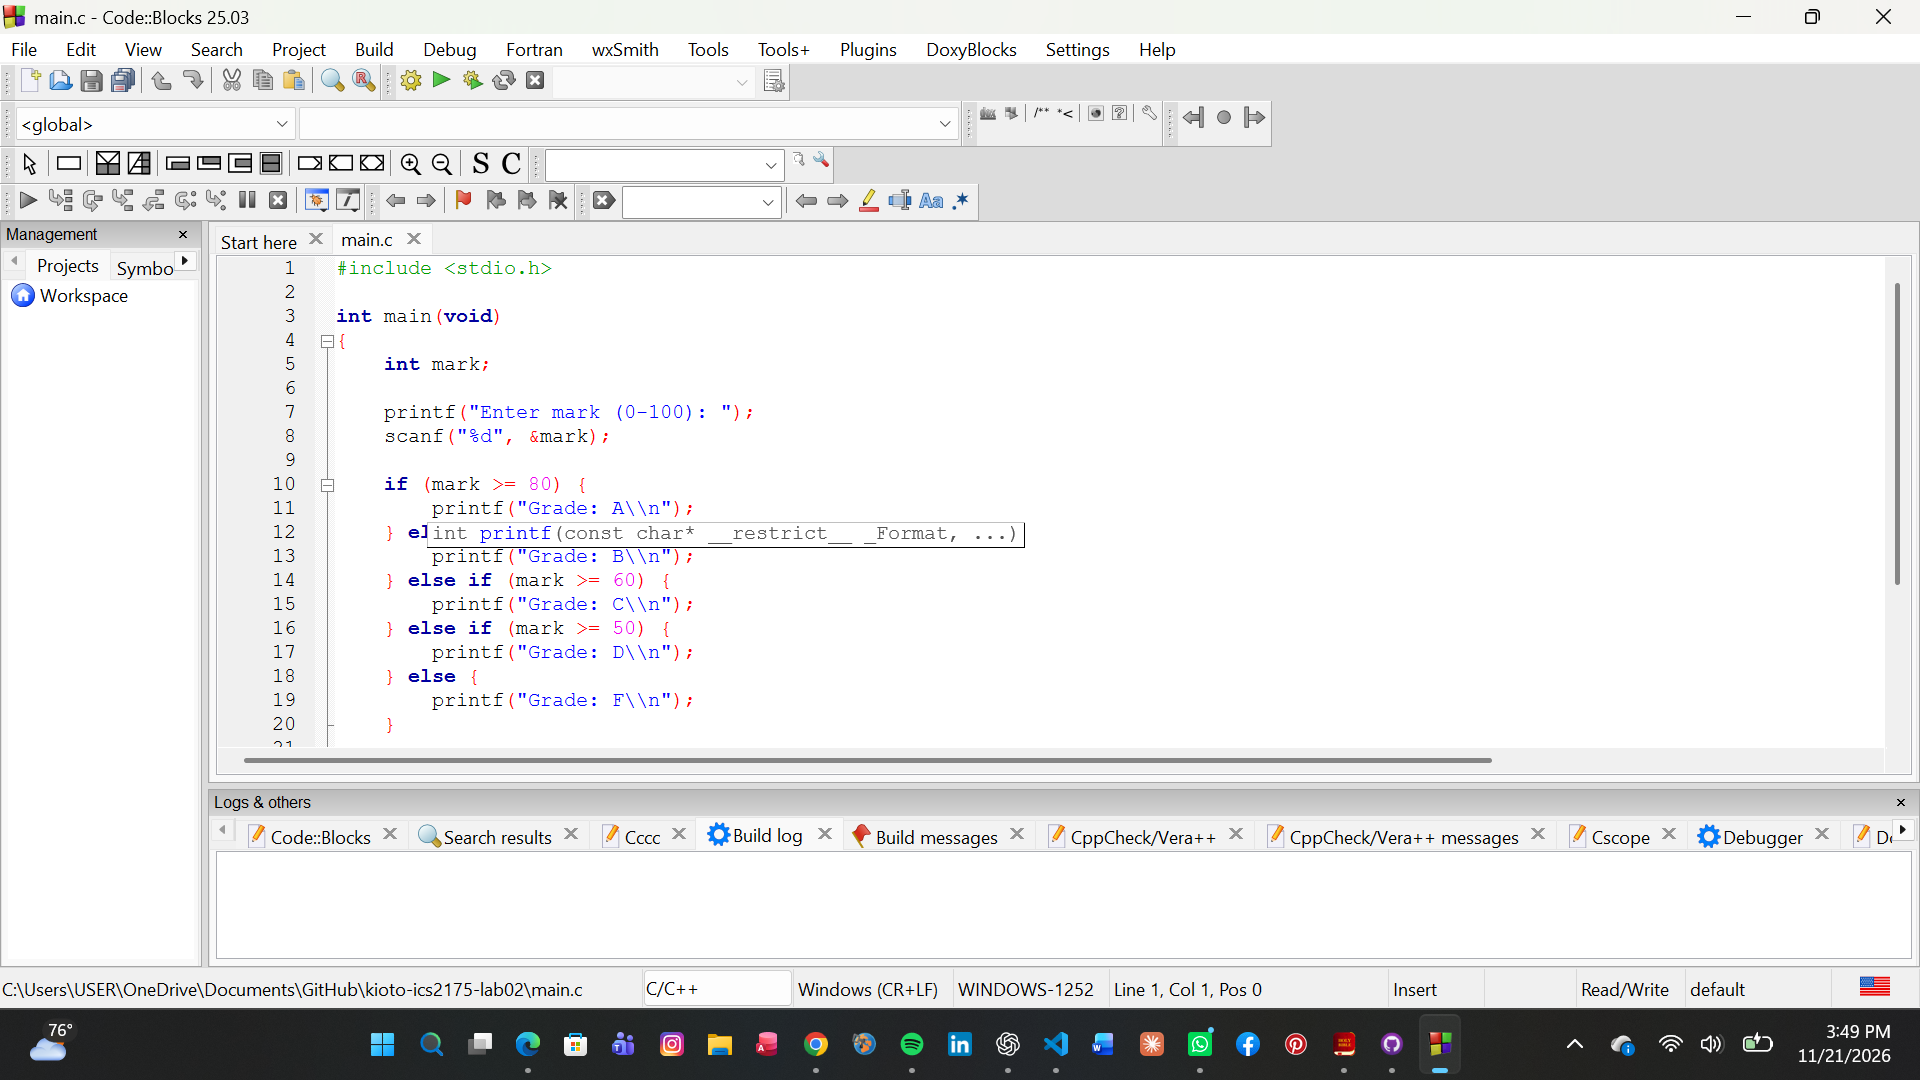 main.c - Code::Blocks 25.03
File Edit View Search Project Build Debug Fortran wxSmith Tools Tools+ Plugins DoxyBlocks Settings Help
<global>
/** *<
S C
Aa .*
Management
Projects Symbo
Workspace
Start here main.c
1 #include <stdio.h>
2
3 int main(void)
4 {
5 int mark;
6
7 printf("Enter mark (0-100): ");
8 scanf("%d", &mark);
9
10 if (mark >= 80) {
11 printf("Grade: A\\n");
12 } el
int printf(const char* __restrict__ _Format, ...)
13 printf("Grade: B\\n");
14 } else if (mark >= 60) {
15 printf("Grade: C\\n");
16 } else if (mark >= 50) {
17 printf("Grade: D\\n");
18 } else {
19 printf("Grade: F\\n");
20 }
21
Logs & others
Code::Blocks Search results Cccc Build log Build messages CppCheck/Vera++ CppCheck/Vera++ messages Cscope Debugger D
C:\Users\USER\OneDrive\Documents\GitHub\kioto-ics2175-lab02\main.c C/C++ Windows (CR+LF) WINDOWS-1252 Line 1, Col 1, Pos 0 Insert Read/Write default
76°
3:49 PM
11/21/2026